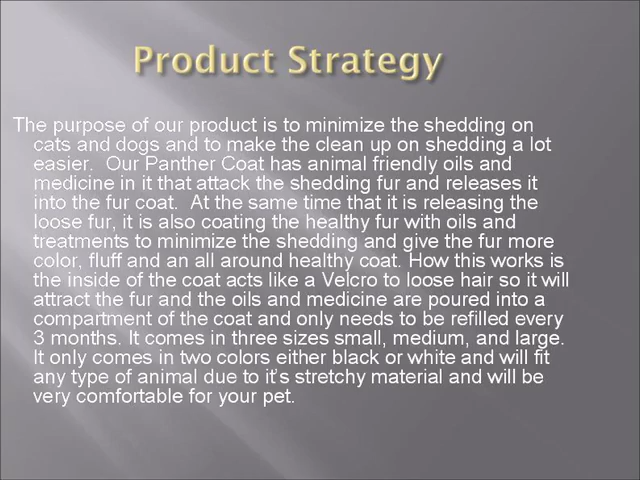 Product Strategy
The purpose of our product is to minimize the shedding on
cats and dogs and to make the clean up on shedding a lot
easier.  Our Panther Coat has animal friendly oils and
medicine in it that attack the shedding fur and releases it
into the fur coat.  At the same time that it is releasing the
loose fur, it is also coating the healthy fur with oils and
treatments to minimize the shedding and give the fur more
color, fluff and an all around healthy coat. How this works is
the inside of the coat acts like a Velcro to loose hair so it will
attract the fur and the oils and medicine are poured into a
compartment of the coat and only needs to be refilled every
3 months. It comes in three sizes small, medium, and large.
It only comes in two colors either black or white and will fit
any type of animal due to it's stretchy material and will be
very comfortable for your pet.